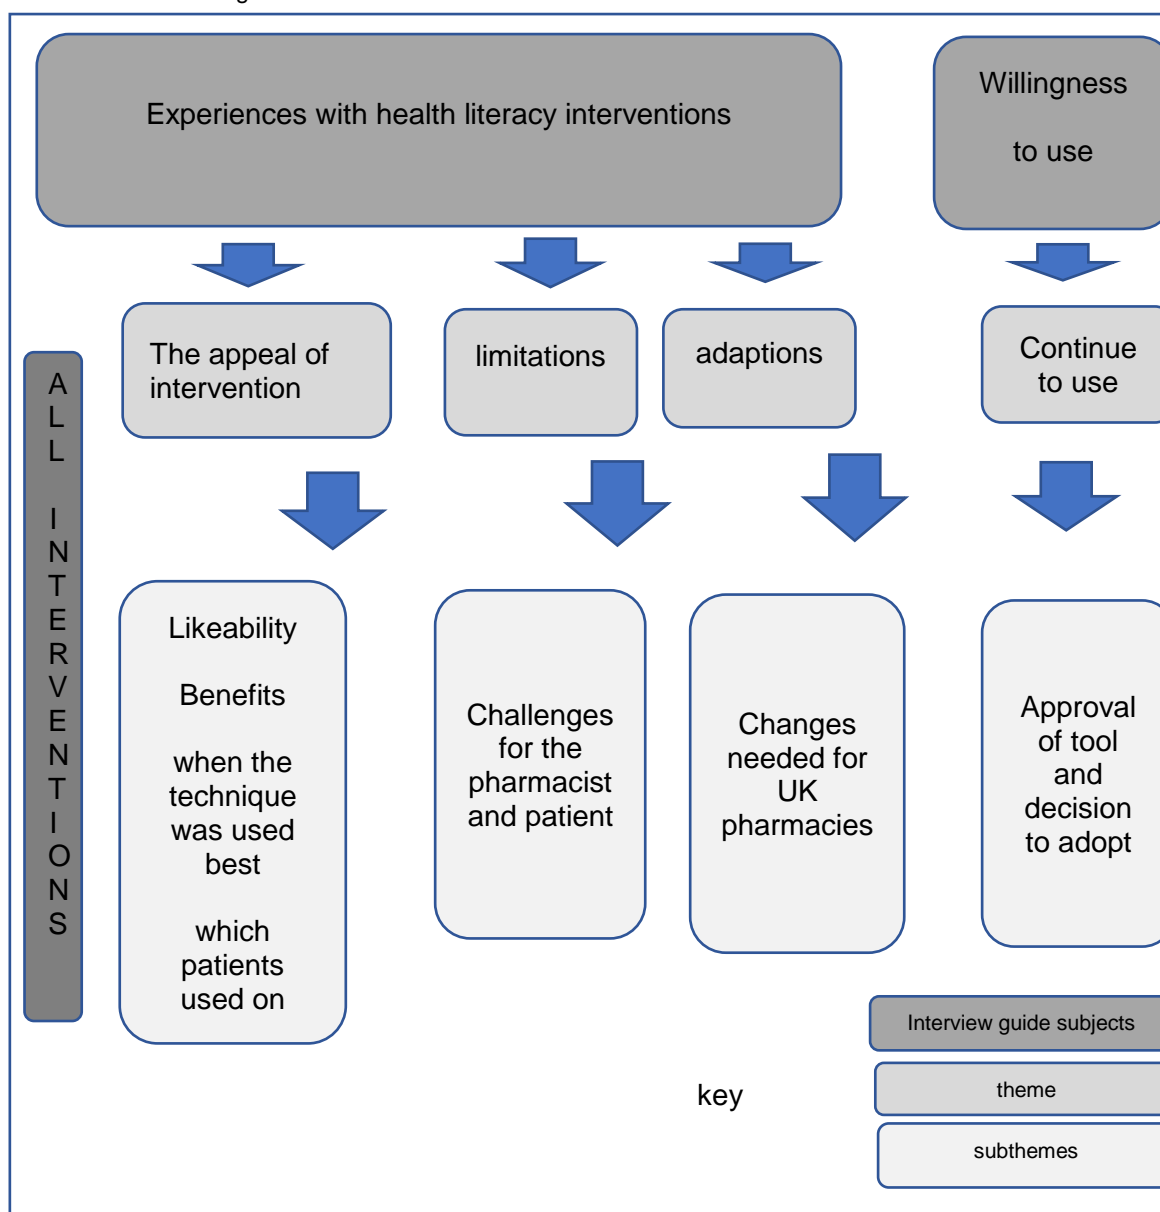 Experiences with health literacy interventions
Willingness
to use
The appeal of
intervention
limitations
adaptions
Continue
to use
A
L
L
I
N
T
E
R
V
E
N
T
I
O
N
S
Likeability
Benefits
when the
technique
was used
best
which
patients
used on
Challenges
for the
pharmacist
and patient
Changes
needed for
UK
pharmacies
Approval
of tool
and
decision
to adopt
key
Interview guide subjects
theme
subthemes